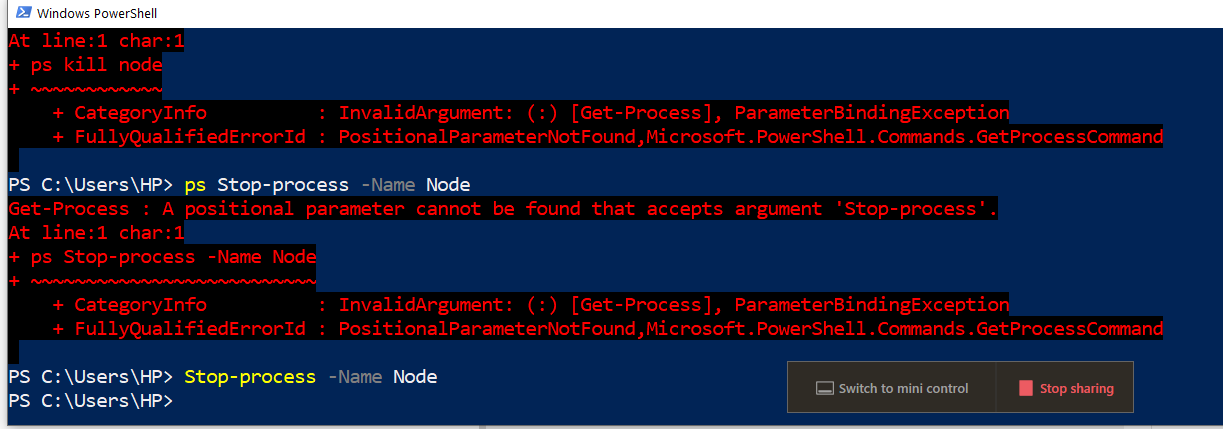 Windows PowerShell
At line:1 char:1
+ ps kill node
+ ~~~~~~~~~~~~
    + CategoryInfo          : InvalidArgument: (:) [Get-Process], ParameterBindingException
    + FullyQualifiedErrorId : PositionalParameterNotFound,Microsoft.PowerShell.Commands.GetProcessCommand
PS C:\Users\HP> ps Stop-process -Name Node
Get-Process : A positional parameter cannot be found that accepts argument 'Stop-process'.
At line:1 char:1
+ ps Stop-process -Name Node
+ ~~~~~~~~~~~~~~~~~~~~~~~~~~
    + CategoryInfo          : InvalidArgument: (:) [Get-Process], ParameterBindingException
    + FullyQualifiedErrorId : PositionalParameterNotFound,Microsoft.PowerShell.Commands.GetProcessCommand
PS C:\Users\HP> Stop-process -Name Node
PS C:\Users\HP>
Switch to mini control
Stop sharing